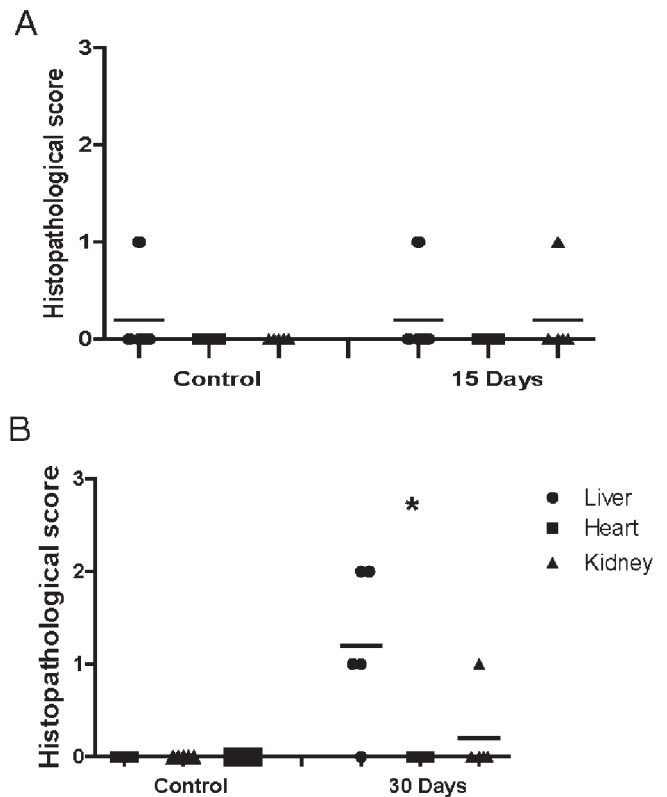 A
Histopathological score
3
2
1
0
Control 15 Days
B
Histopathological score
3
2
1
0
*
Control 30 Days
Liver
Heart
Kidney